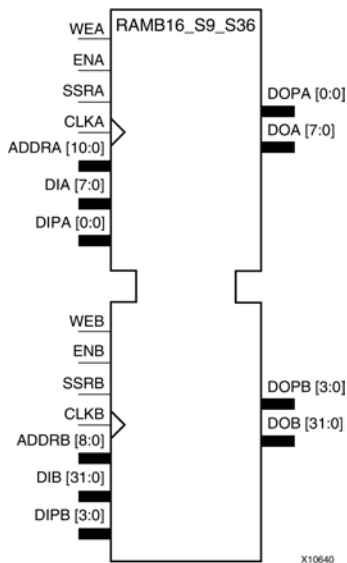 RAMB16_S9_S36
WEA
ENA
SSRA
CLKA
ADDRA [10:0]
DIA [7:0]
DIPA [0:0]
DOPA [0:0]
DOA [7:0]
WEB
ENB
SSRB
CLKB
ADDRB [8:0]
DIB [31:0]
DIPB [3:0]
DOPB [3:0]
DOB [31:0]
X10640